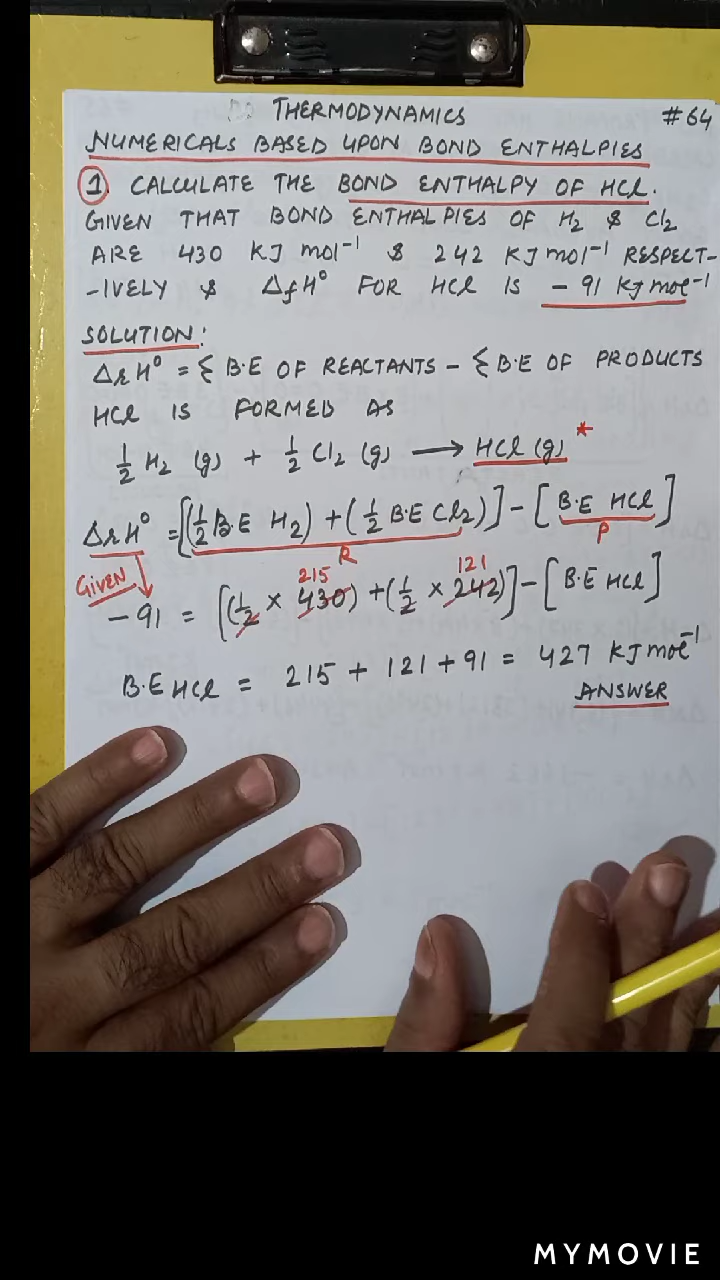 THERMODYNAMICS #64
NUMERICALS BASED UPON BOND ENTHALPIES
1. CALCULATE THE BOND ENTHALPY OF HCl.
GIVEN THAT BOND ENTHALPIES OF H₂ & Cl₂
ARE 430 KJ mol⁻¹ & 242 KJ mol⁻¹ RESPECT-
-IVELY & ΔfH° FOR HCl IS - 91 KJ mol⁻¹
SOLUTION:
ΔrH° = Σ B.E OF REACTANTS - Σ B.E OF PRODUCTS
HCl IS FORMED AS
½ H₂ (g) + ½ Cl₂ (g) → HCl (g) *
ΔrH° = [(½ B.E H₂) + (½ B.E Cl₂)] - [B.E HCl]
R P
GIVEN 215 121
- 91 = [(½ × 430) + (½ × 242)] - [B.E HCl]
B.E HCl = 215 + 121 + 91 = 427 KJ mol⁻¹
ANSWER
MYMOVIE